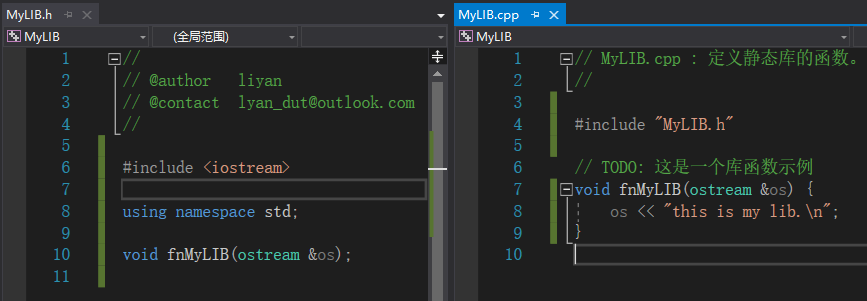 MyLIB.h
MyLIB
(全局范围)
1 //
2 // @author   liyan
3 // @contact  lyan_dut@outlook.com
4 //
5
6 #include <iostream>
7
8 using namespace std;
9
10 void fnMyLIB(ostream &os);
11
MyLIB.cpp
MyLIB
1 // MyLIB.cpp : 定义静态库的函数。
2 //
3
4 #include "MyLIB.h"
5
6 // TODO: 这是一个库函数示例
7 void fnMyLIB(ostream &os) {
8     os << "this is my lib.\n";
9 }
10